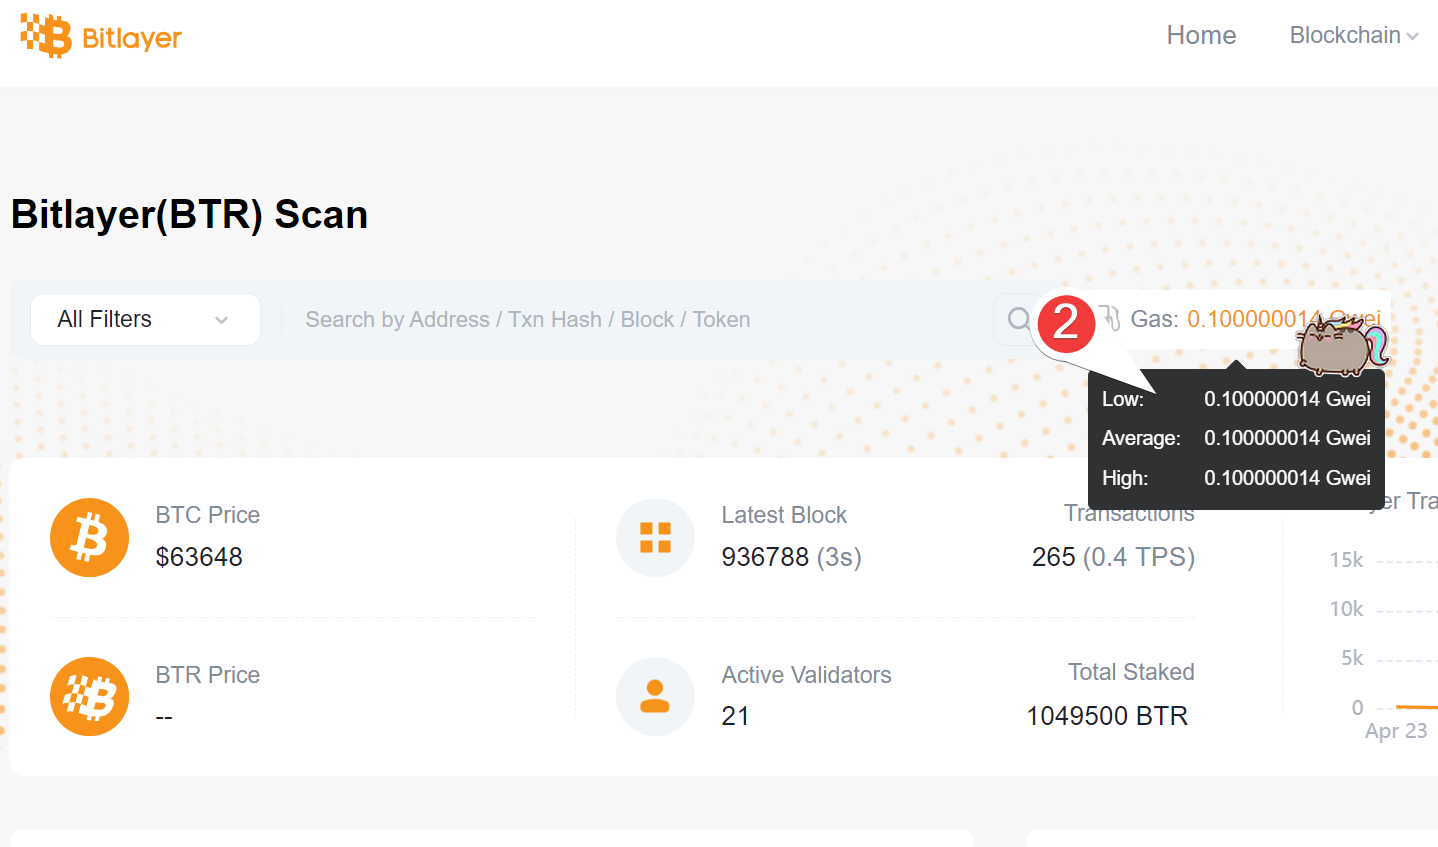 Bitlayer
Home
Blockchain
Bitlayer(BTR) Scan
All Filters
Search by Address / Txn Hash / Block / Token
2
Gas: 0.100000014 Gwei
Low: 0.100000014 Gwei
Average: 0.100000014 Gwei
High: 0.100000014 Gwei
BTC Price
$63648
Latest Block
936788 (3s)
Transactions
265 (0.4 TPS)
BTR Price
--
Active Validators
21
Total Staked
1049500 BTR
15k
10k
5k
0
Apr 23